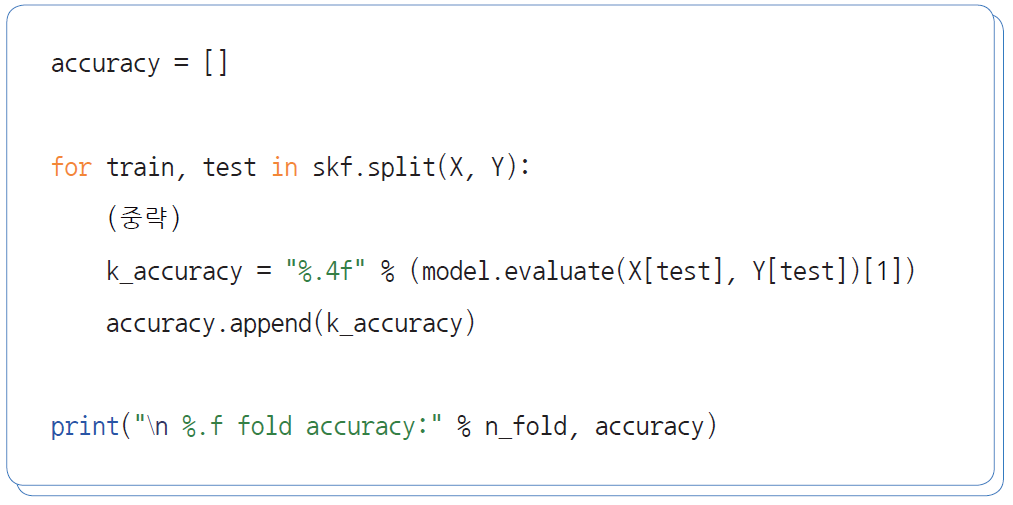 accuracy = []
for train, test in skf.split(X, Y):
(중략)
k_accuracy = "%.4f" % (model.evaluate(X[test], Y[test])[1])
accuracy.append(k_accuracy)
print("\n %.f fold accuracy:" % n_fold, accuracy)